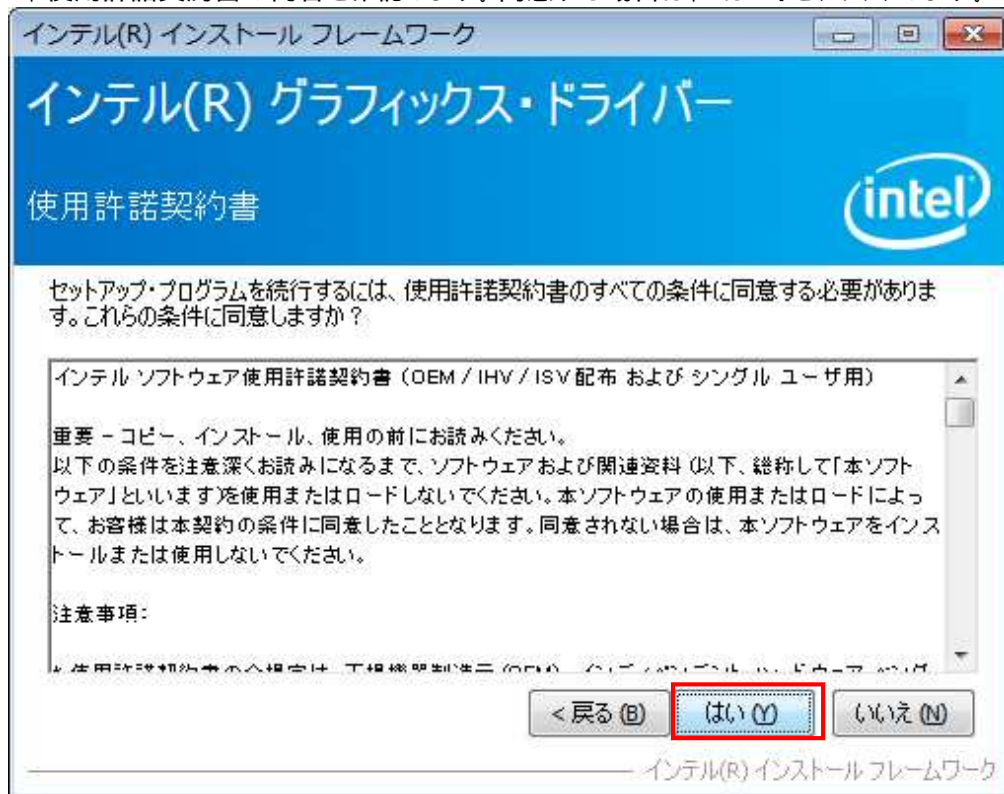 インテル(R) インストール フレームワーク
インテル(R) グラフィックス・ドライバー
使用許諾契約書
intel
セットアップ・プログラムを続行するには、使用許諾契約書のすべての条件に同意する必要がありま
す。これらの条件に同意しますか?
インテル ソフトウェア使用許諾契約書 (OEM / IHV / ISV 配布 および シングル ユーザ用)
重要 - コピー、インストール、使用の前にお読みください。
以下の条件を注意深くお読みになるまで、ソフトウェアおよび関連資料 (以下、総称して「本ソフト
ウェア」といいます)を使用またはロードしないでください。本ソフトウェアの使用またはロードによっ
て、お客様は本契約の条件に同意したこととなります。同意されない場合は、本ソフトウェアをインス
トールまたは使用しないでください。
注意事項:
< 戻る (B) はい (Y) いいえ (N)
インテル(R) インストール フレームワーク